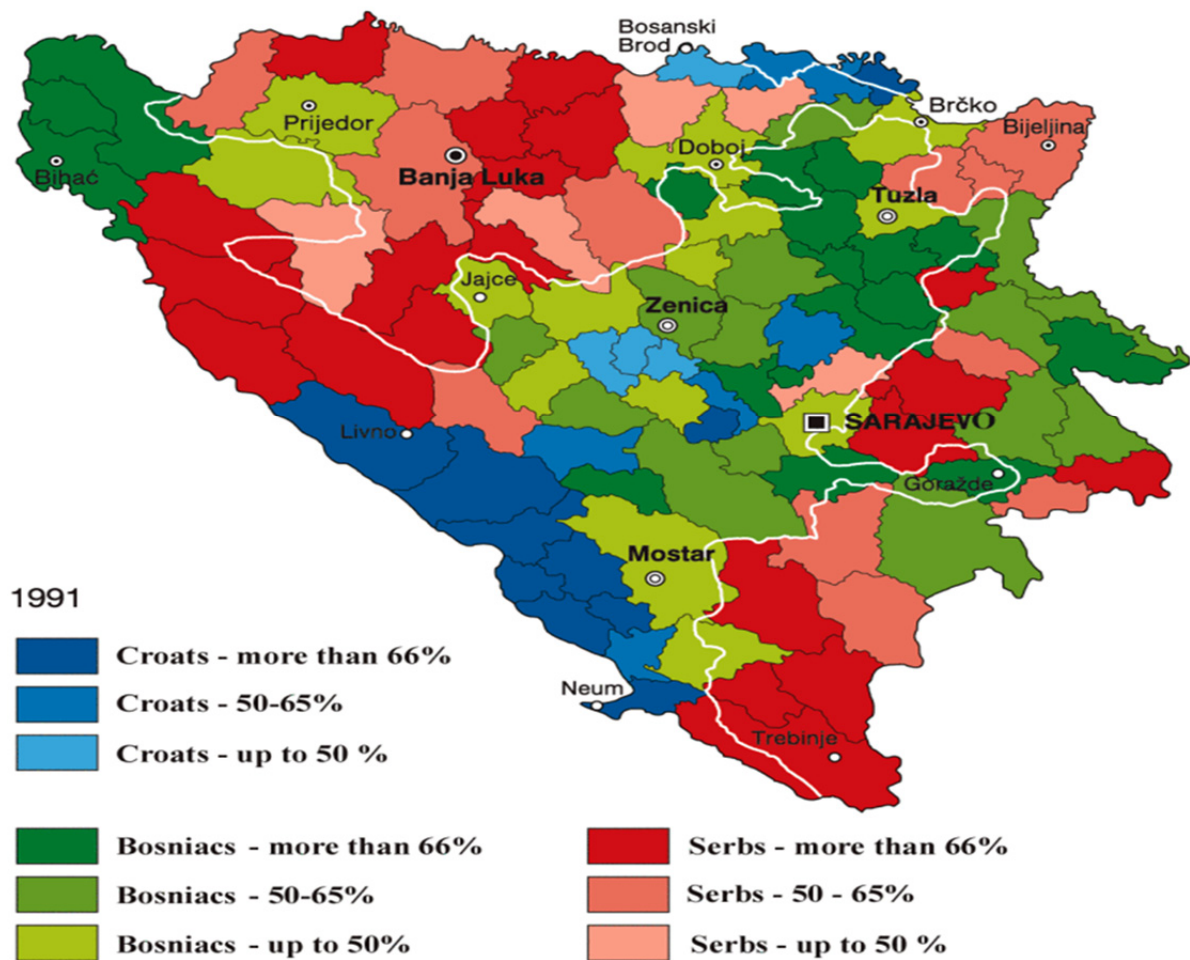 Bosanski
Brod
Brčko
Bijeljina
Prijedor
Doboj
Bihać
Banja Luka
Tuzla
Jajce
Zenica
Livno
SARAJEVO
Goražde
Mostar
Neum
Trebinje
1991
Croats - more than 66%
Croats - 50-65%
Croats - up to 50 %
Bosniacs - more than 66%
Bosniacs - 50-65%
Bosniacs - up to 50%
Serbs - more than 66%
Serbs - 50 - 65%
Serbs - up to 50 %